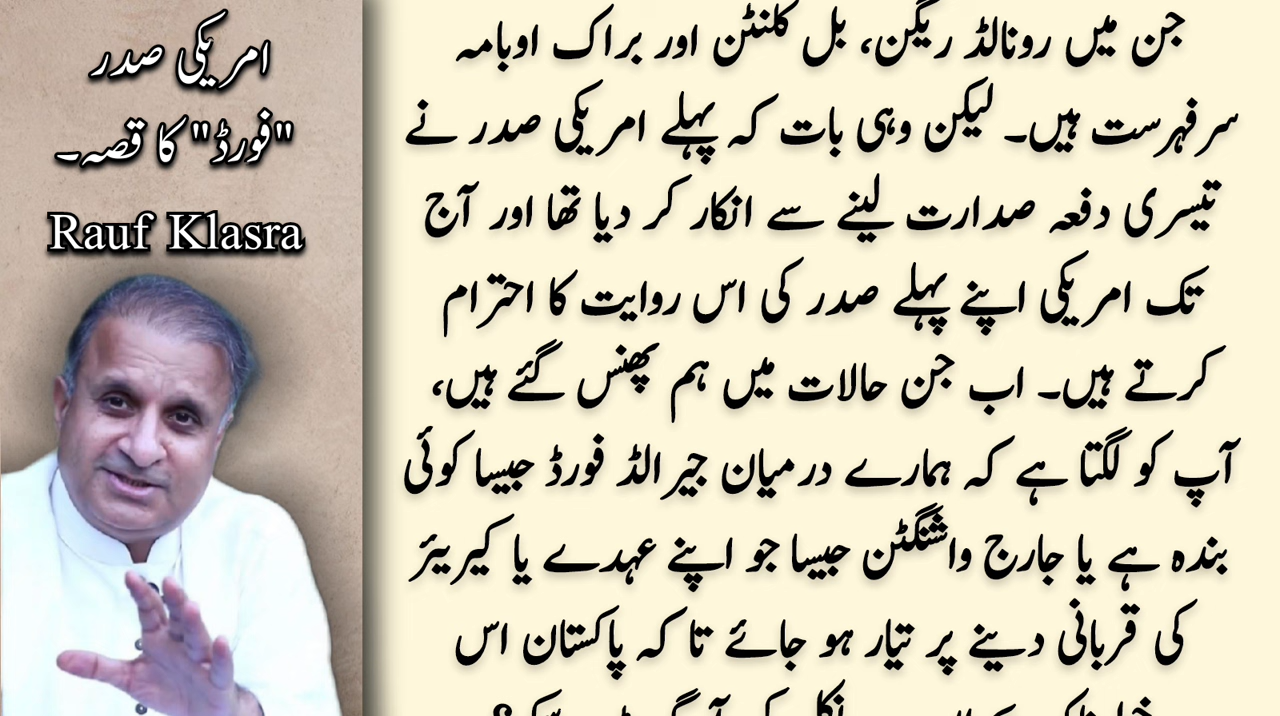 امریکی صدر
"فورڈ" کا قصہ۔
Rauf Klasra
جن میں رونالڈ ریگن، بل کلنٹن اور براک اوبامہ
سرفہرست ہیں۔ لیکن وہی بات کہ پہلے امریکی صدر نے
تیسری دفعہ صدارت لینے سے انکار کر دیا تھا اور آج
تک امریکی اپنے پہلے صدر کی اس روایت کا احترام
کرتے ہیں۔ اب جن حالات میں ہم پھنس گئے ہیں،
آپ کو لگتا ہے کہ ہمارے درمیان جیرالڈ فورڈ جیسا کوئی
بندہ ہے یا جارج واشنگٹن جیسا جو اپنے عہدے یا کیریئر
کی قربانی دینے پر تیار ہو جائے تاکہ پاکستان اس